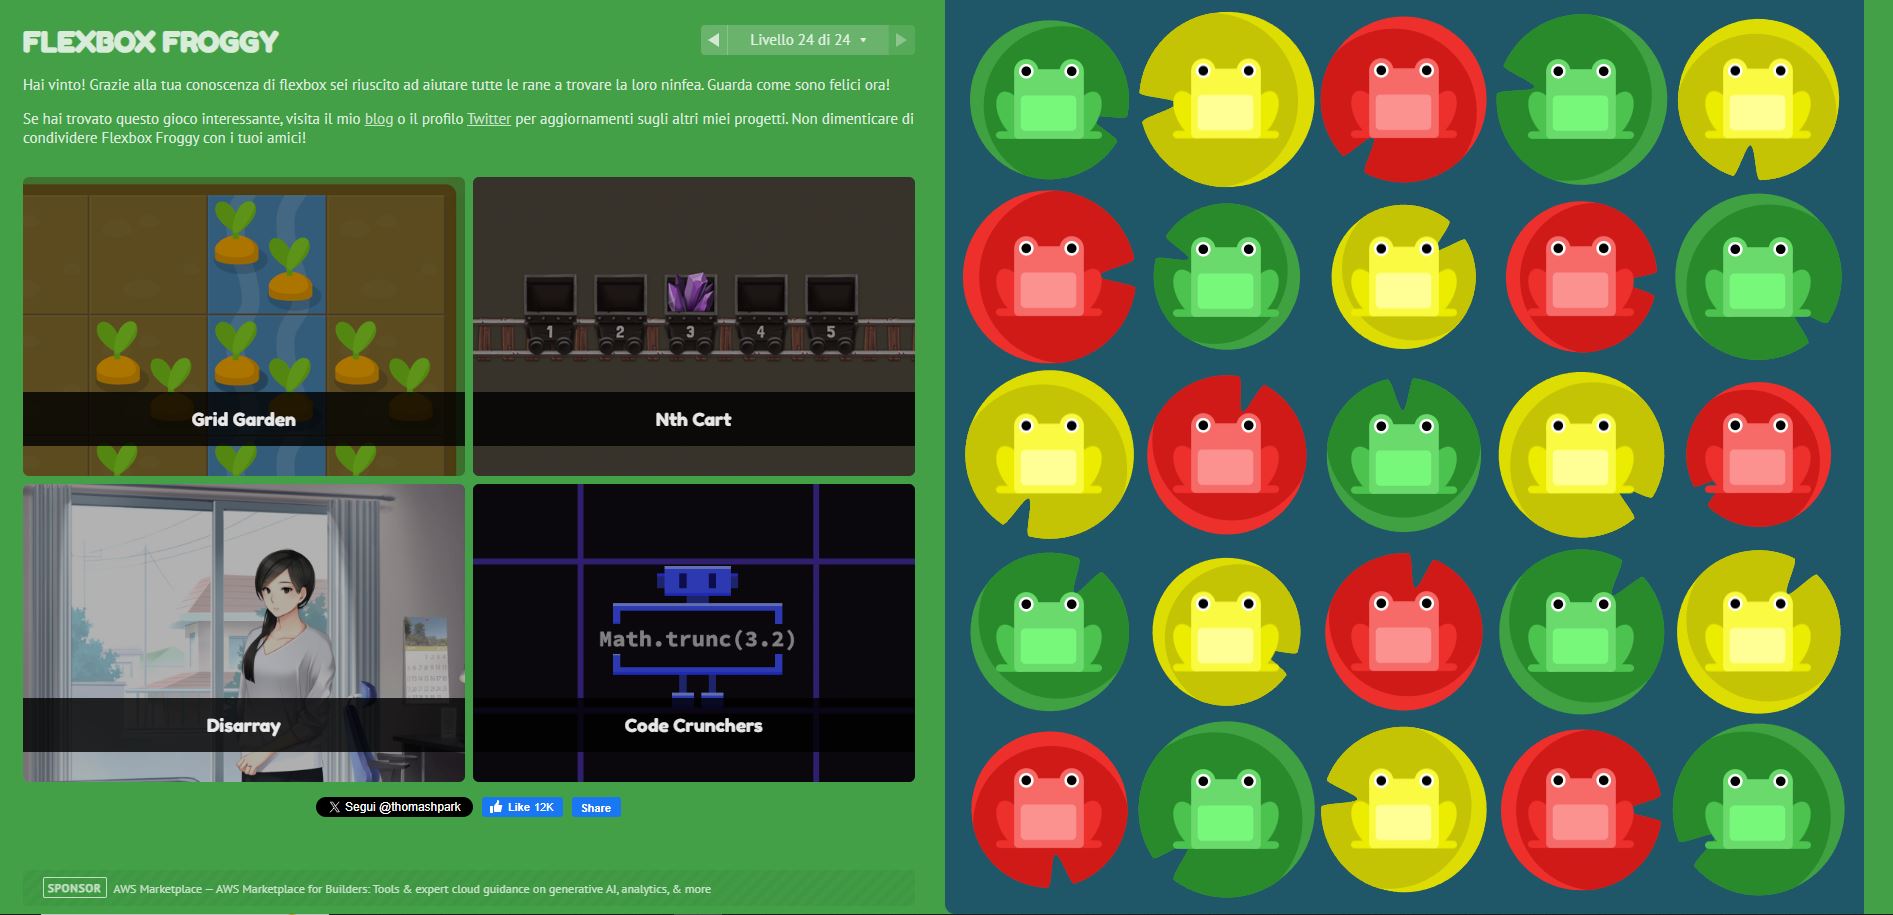 FLEXBOX FROGGY
Livello 24 di 24
Hai vinto! Grazie alla tua conoscenza di flexbox sei riuscito ad aiutare tutte le rane a trovare la loro ninfea. Guarda come sono felici ora!
Se hai trovato questo gioco interessante, visita il mio blog o il profilo Twitter per aggiornamenti sugli altri miei progetti. Non dimenticare di
condividere Flexbox Froggy con i tuoi amici!
Grid Garden
1 2 3 4 5
Nth Cart
Disarray
Math.trunc(3.2)
Code Crunchers
Segui @thomashpark
Like 12K
Share
SPONSOR AWS Marketplace — AWS Marketplace for Builders: Tools & expert cloud guidance on generative AI, analytics, & more